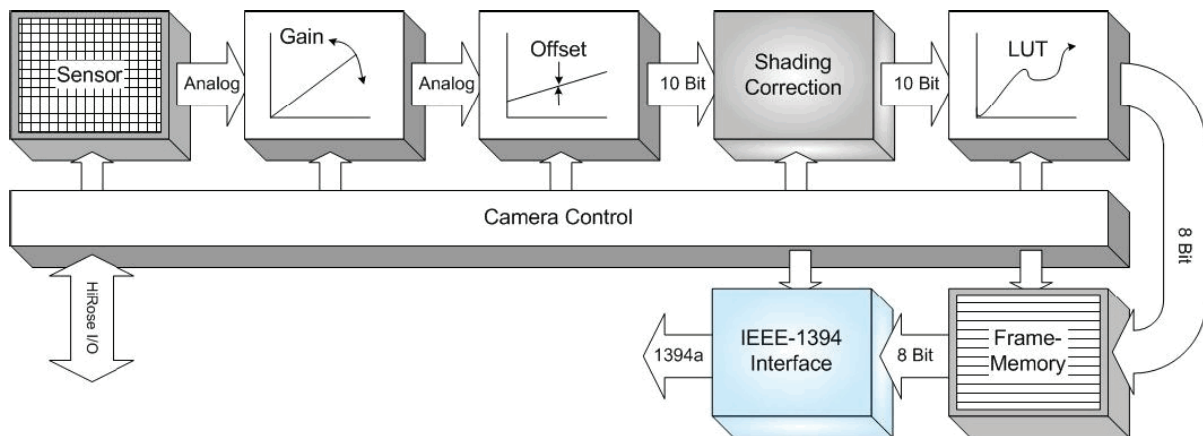 Sensor
Analog
Gain
Analog
Offset
10 Bit
Shading
Correction
10 Bit
LUT
Camera Control
8 Bit
HiRose I/O
1394a
IEEE-1394
Interface
8 Bit
Frame-
Memory